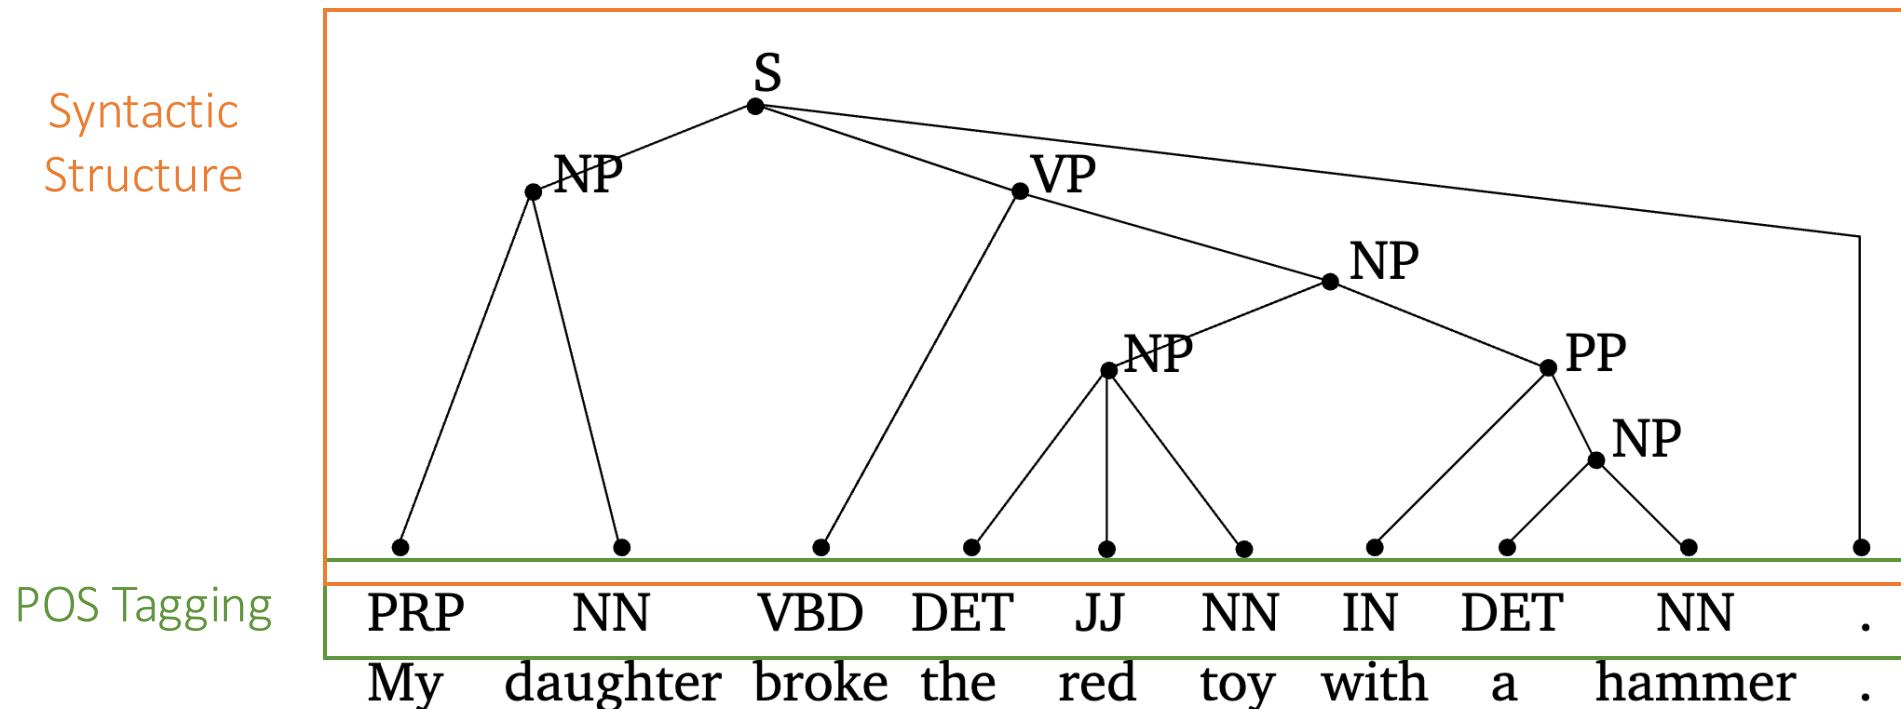 Syntactic
Structure
S
NP
VP
NP
NP
PP
NP
POS Tagging
PRP NN VBD DET JJ NN IN DET NN .
My daughter broke the red toy with a hammer .